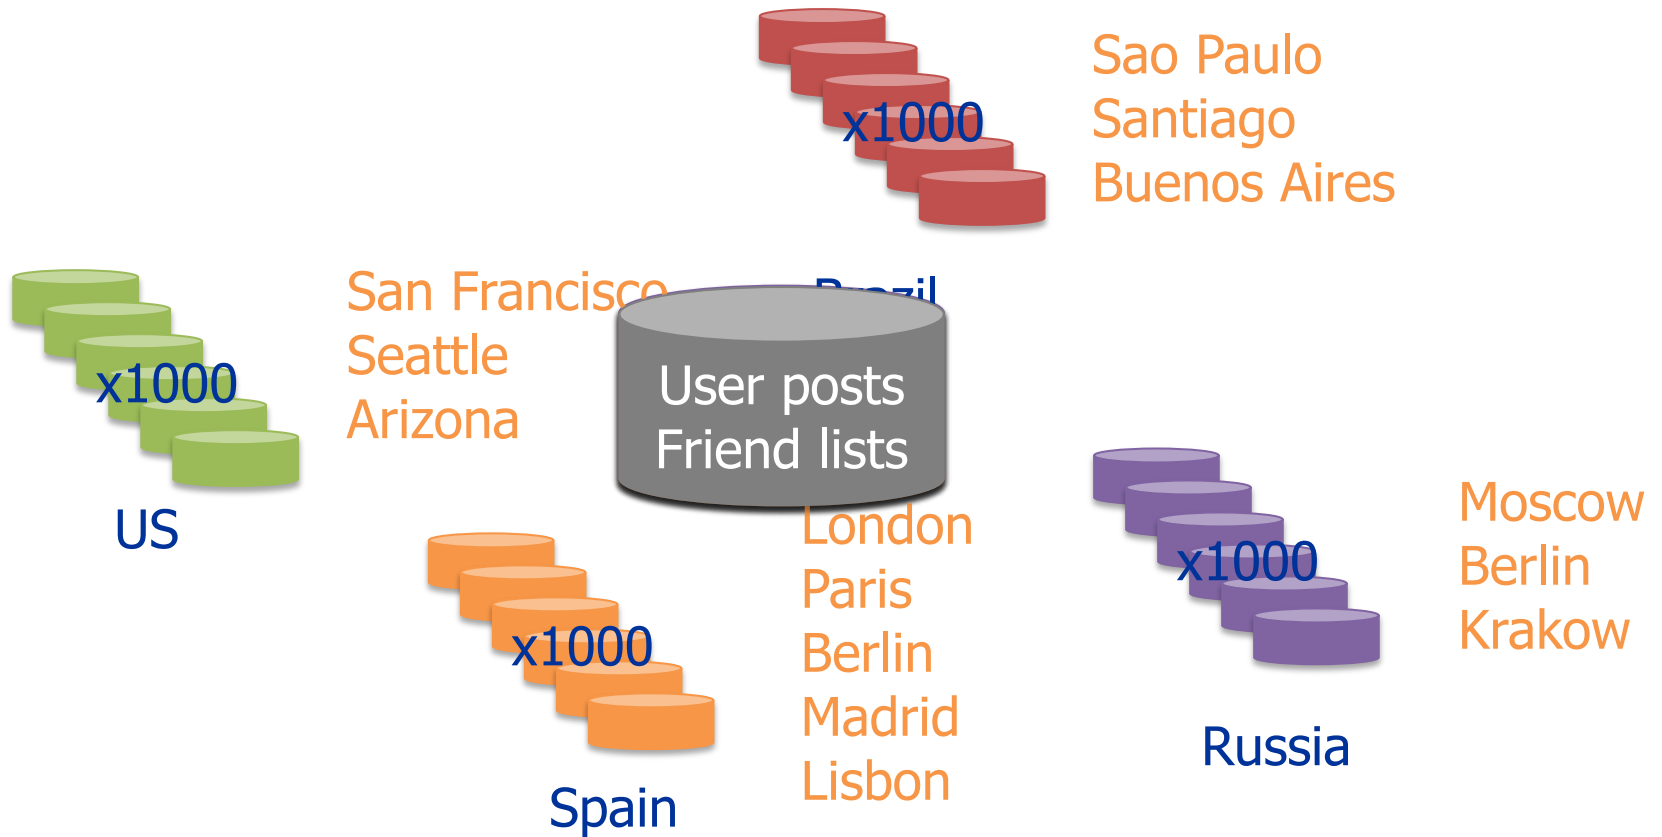 x1000
Sao Paulo
Santiago
Buenos Aires
Brazil
x1000
San Francisco
Seattle
Arizona
US
User posts
Friend lists
x1000
London
Paris
Berlin
Madrid
Lisbon
Spain
x1000
Moscow
Berlin
Krakow
Russia